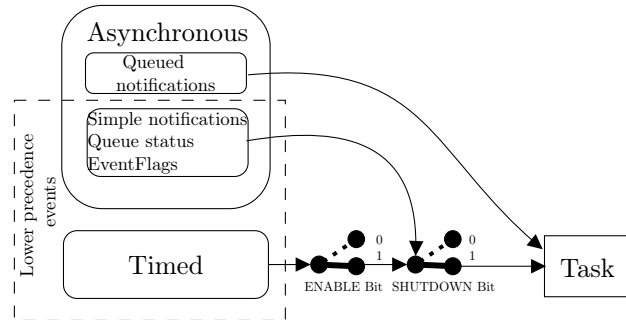 Asynchronous
Queued
notifications
Simple notifications
Queue status
EventFlags
Lower precedence
events
Timed
0
1
ENABLE Bit
0
1
SHUTDOWN Bit
Task